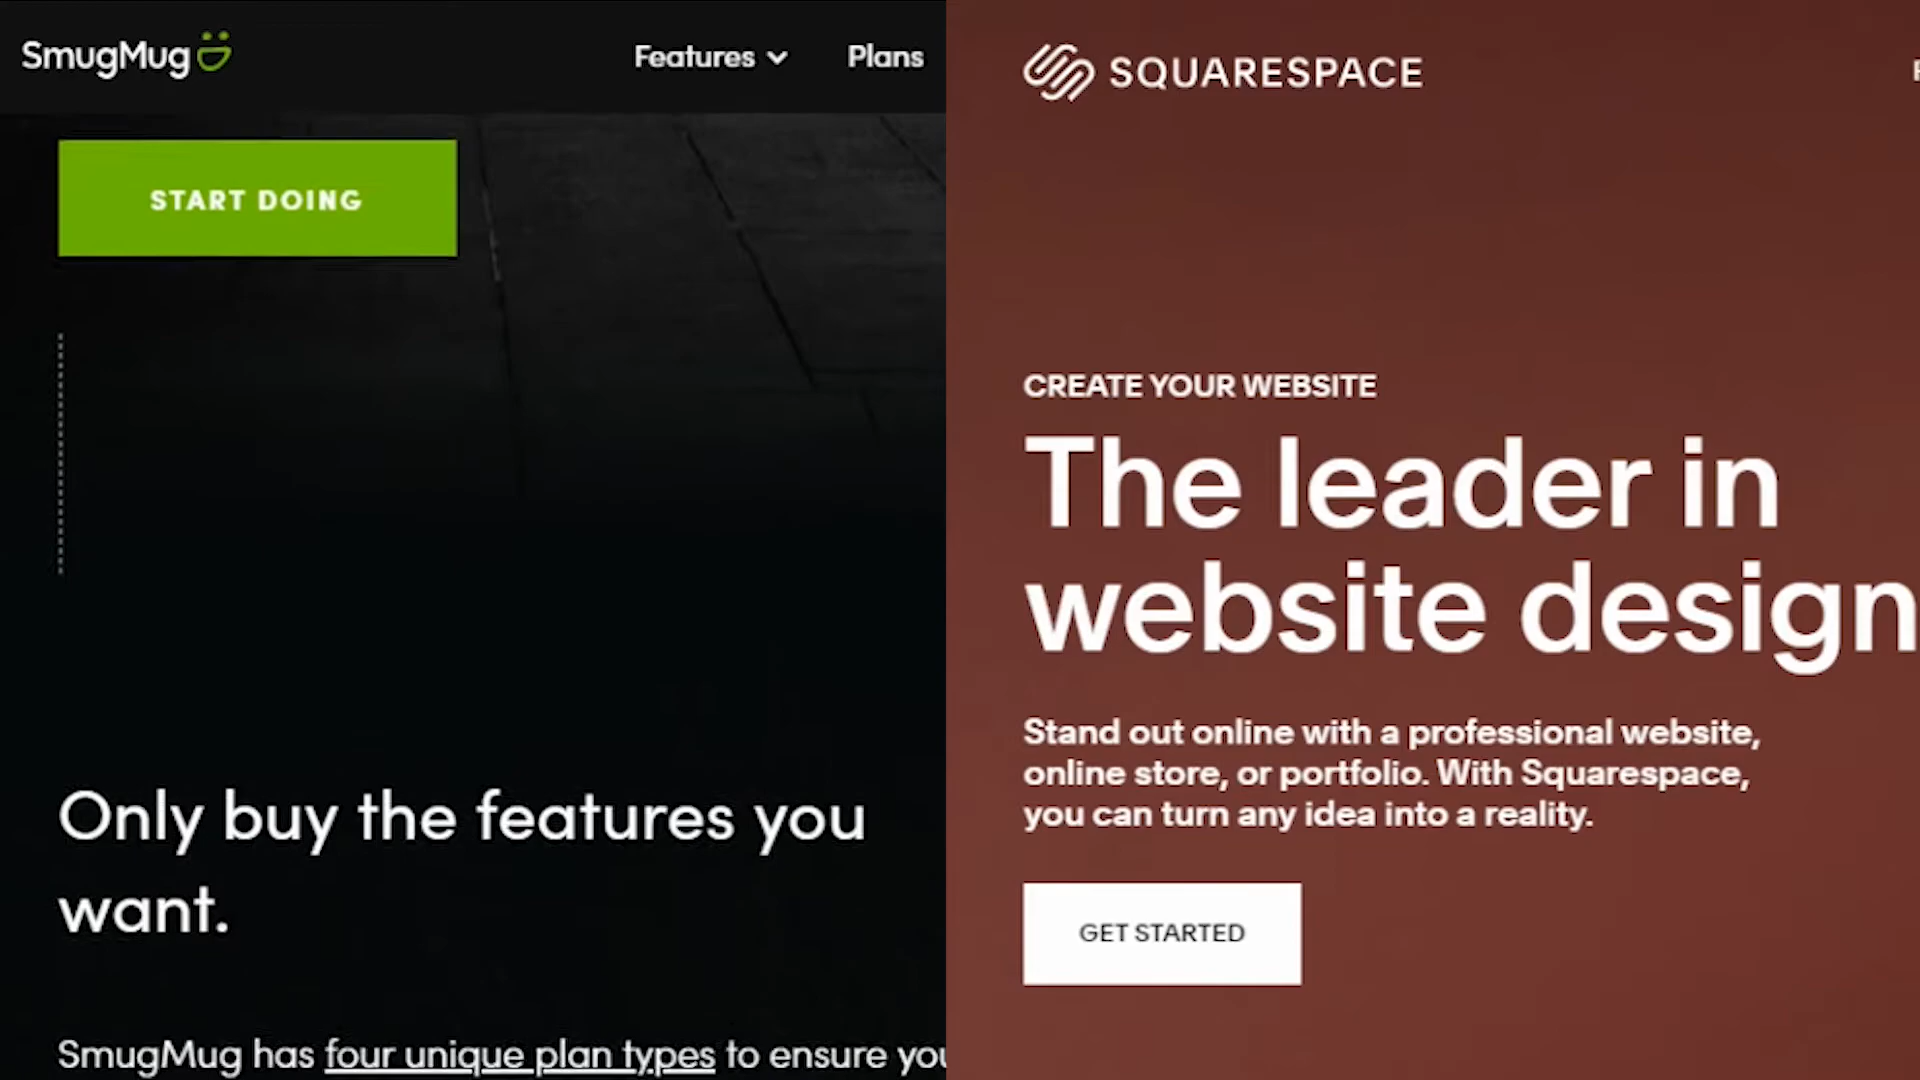 SmugMug
Features
Plans
START DOING
Only buy the features you
want.
SmugMug has four unique plan types to ensure
SQUARESPACE
CREATE YOUR WEBSITE
The leader in
website design
Stand out online with a professional website,
online store, or portfolio. With Squarespace,
you can turn any idea into a reality.
GET STARTED